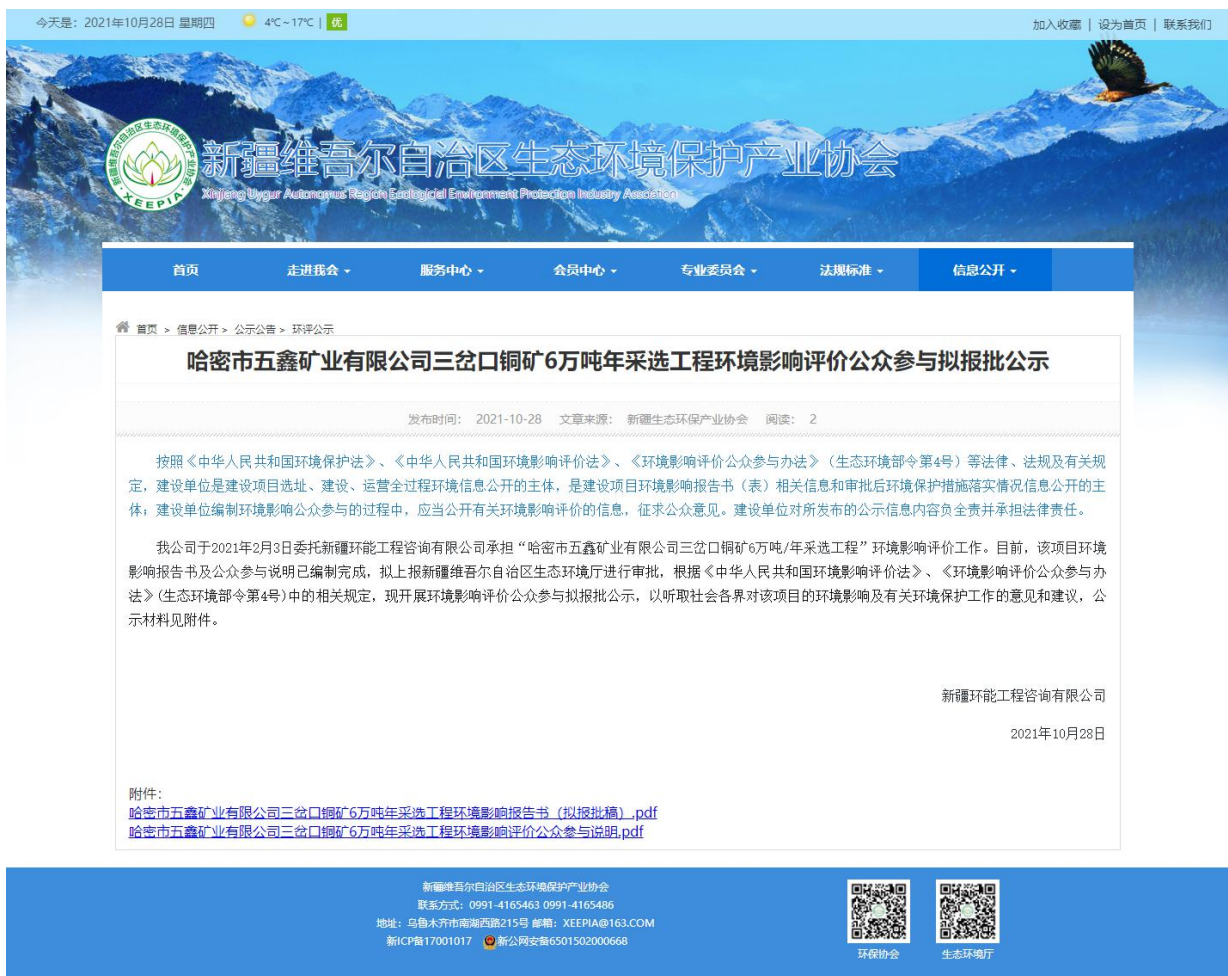 今天是：2021年10月28日 星期四 4℃~17℃ | 优 加入收藏 | 设为首页 | 联系我们
新疆维吾尔自治区生态环境保护产业协会
XEEPIA
新疆维吾尔自治区生态环境保护产业协会
Xinjiang Uygur Autonomous Region Ecological Environment Protection Industry Association
首页 走进我会 服务中心 会员中心 专业委员会 法规标准 信息公开
首页 > 信息公开 > 公示公告 > 环评公示
哈密市五鑫矿业有限公司三岔口铜矿6万吨年采选工程环境影响评价公众参与拟报批公示
发布时间： 2021-10-28 文章来源： 新疆生态环保产业协会 阅读： 2
按照《中华人民共和国环境保护法》、《中华人民共和国环境影响评价法》、《环境影响评价公众参与办法》（生态环境部令第4号）等法律、法规及有关规
定，建设单位是建设项目选址、建设、运营全过程环境信息公开的主体，是建设项目环境影响报告书（表）相关信息和审批后环境保护措施落实情况信息公开的主
体；建设单位编制环境影响公众参与的过程中，应当公开有关环境影响评价的信息，征求公众意见。建设单位对所发布的公示信息内容负全责并承担法律责任。
我公司于2021年2月3日委托新疆环能工程咨询有限公司承担“哈密市五鑫矿业有限公司三岔口铜矿6万吨/年采选工程”环境影响评价工作。目前，该项目环境
影响报告书及公众参与说明已编制完成，拟上报新疆维吾尔自治区生态环境厅进行审批，根据《中华人民共和国环境影响评价法》、《环境影响评价公众参与办
法》(生态环境部令第4号)中的相关规定，现开展环境影响评价公众参与拟报批公示，以听取社会各界对该项目的环境影响及有关环境保护工作的意见和建议，公
示材料见附件。
新疆环能工程咨询有限公司
2021年10月28日
附件：
哈密市五鑫矿业有限公司三岔口铜矿6万吨年采选工程环境影响报告书（拟报批稿）.pdf
哈密市五鑫矿业有限公司三岔口铜矿6万吨年采选工程环境影响评价公众参与说明.pdf
新疆维吾尔自治区生态环境保护产业协会
联系方式：0991-4165463 0991-4165486
地址：乌鲁木齐市南湖西路215号 邮箱：XEEPIA@163.COM
新ICP备17001017 新公网安备6501502000668
环保协会 生态环境厅